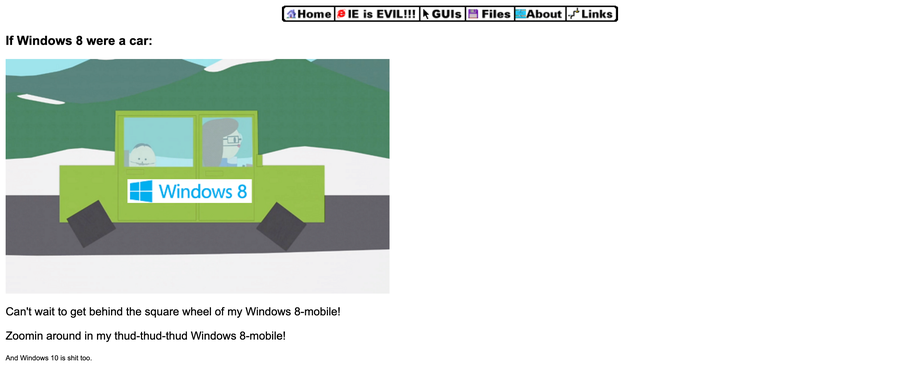 Home IE is EVIL!!! GUIs Files About Links
If Windows 8 were a car:
Windows 8
Can't wait to get behind the square wheel of my Windows 8-mobile!
Zoomin around in my thud-thud-thud Windows 8-mobile!
And Windows 10 is shit too.